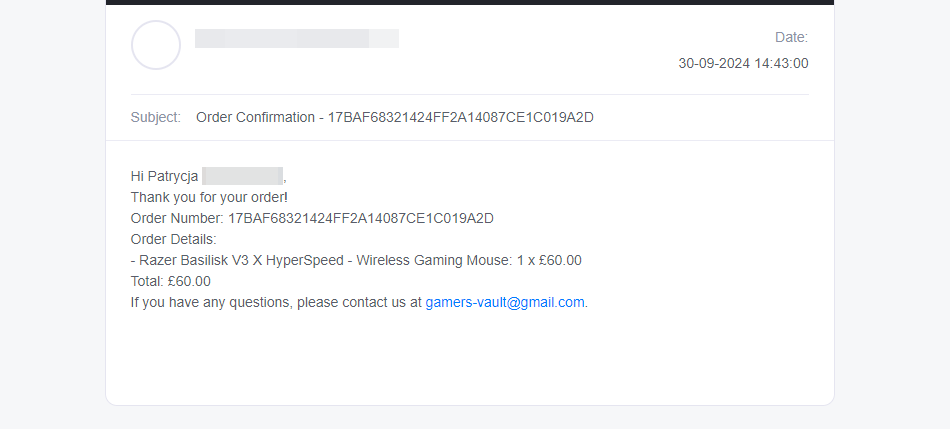 Date:
30-09-2024 14:43:00
Subject: Order Confirmation - 17BAF68321424FF2A14087CE1C019A2D
Hi Patrycja ,
Thank you for your order!
Order Number: 17BAF68321424FF2A14087CE1C019A2D
Order Details:
- Razer Basilisk V3 X HyperSpeed - Wireless Gaming Mouse: 1 x £60.00
Total: £60.00
If you have any questions, please contact us at gamers-vault@gmail.com.